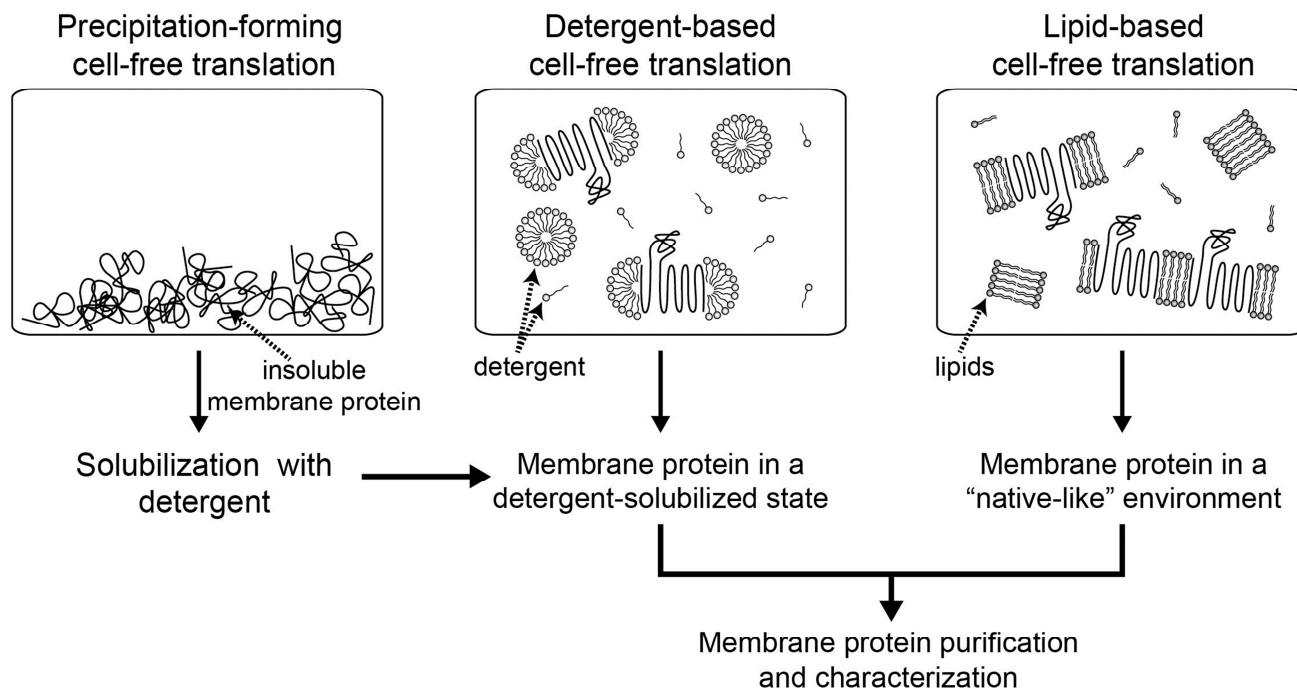 Precipitation-forming
cell-free translation
Detergent-based
cell-free translation
Lipid-based
cell-free translation
insoluble
membrane protein
detergent
lipids
Solubilization with
detergent
Membrane protein in a
detergent-solubilized state
Membrane protein in a
“native-like” environment
Membrane protein purification
and characterization